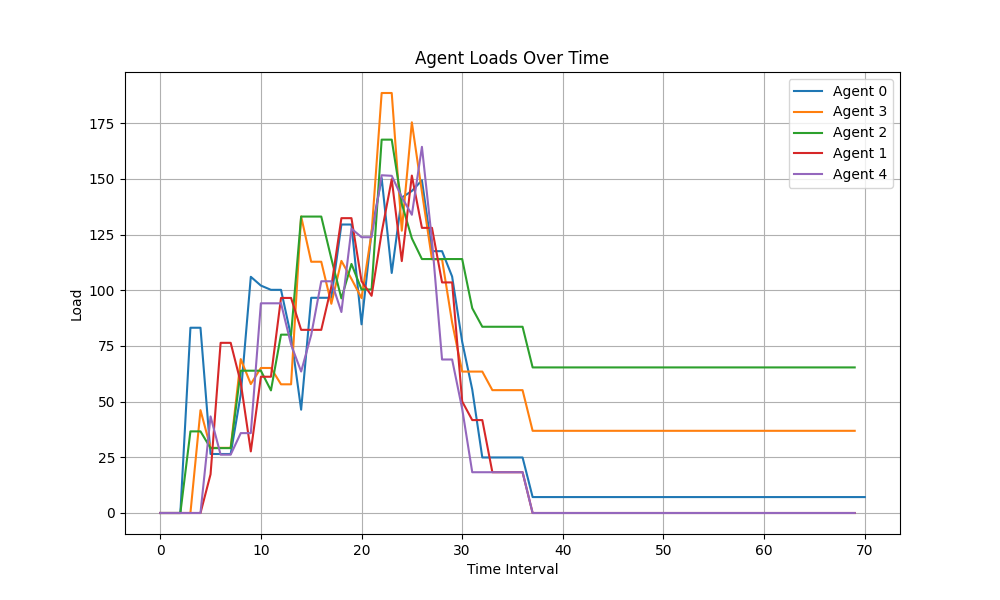 Agent Loads Over Time
Agent 0
Agent 3
Agent 2
Agent 1
Agent 4
Load
175
150
125
100
75
50
25
0
0 10 20 30 40 50 60 70
Time Interval